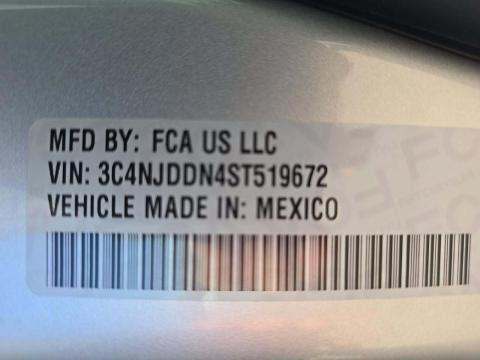 MFD BY: FCA US LLC
VIN: 3C4NJDDN4ST519672
VEHICLE MADE IN: MEXICO